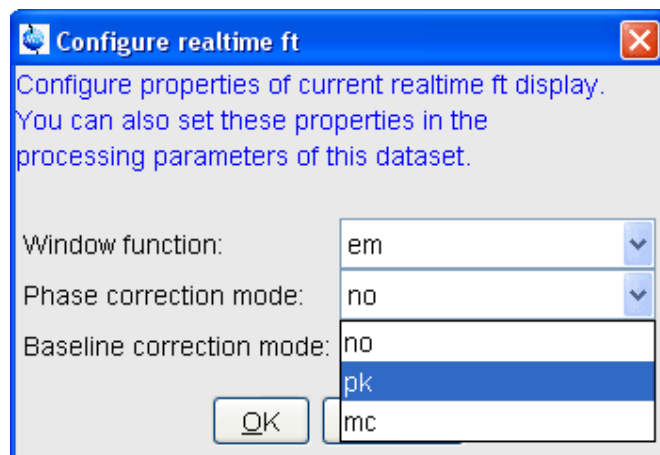 Configure realtime ft
Configure properties of current realtime ft display.
You can also set these properties in the
processing parameters of this dataset.
Window function: em
Phase correction mode: no
Baseline correction mode: no
pk
mc
OK